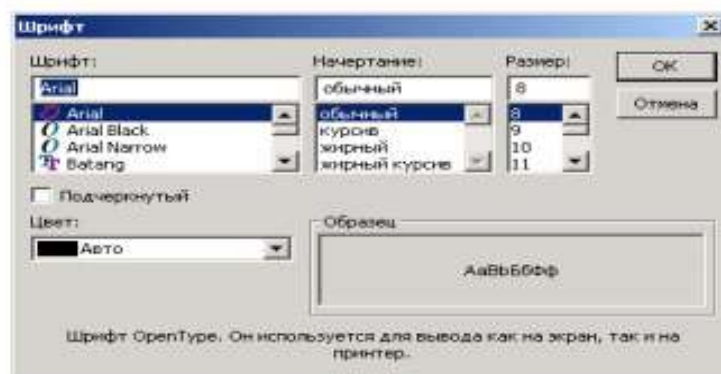 Шрифт
Шрифт: Начертание: Размер:
Arial обычный 8 ОК
Arial обычный 8 Отмена
Arial Black курсив 9
Arial Narrow жирный 10
Batang жирный курсив 11
Подчеркнутый
Цвет: Образец
Авто
АаВЬБбФф
Шрифт OpenType. Он используется для вывода как на экран, так и на
принтер.